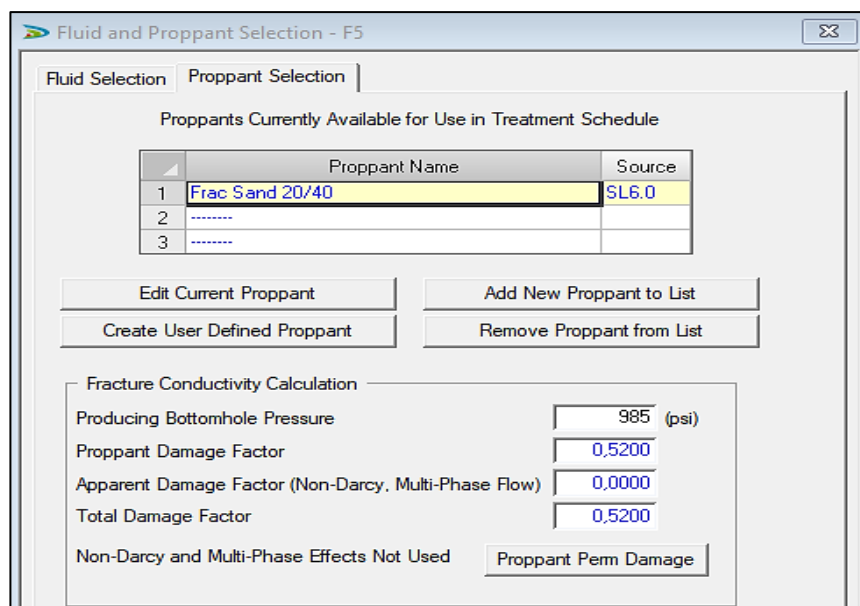 Fluid and Proppant Selection - F5
Fluid Selection Proppant Selection
Proppants Currently Available for Use in Treatment Schedule
Proppant Name Source
1 Frac Sand 20/40 SL6.0
2 --------
3 --------
Edit Current Proppant Add New Proppant to List
Create User Defined Proppant Remove Proppant from List
Fracture Conductivity Calculation
Producing Bottomhole Pressure 985 (psi)
Proppant Damage Factor 0,5200
Apparent Damage Factor (Non-Darcy, Multi-Phase Flow) 0,0000
Total Damage Factor 0,5200
Non-Darcy and Multi-Phase Effects Not Used Proppant Perm Damage